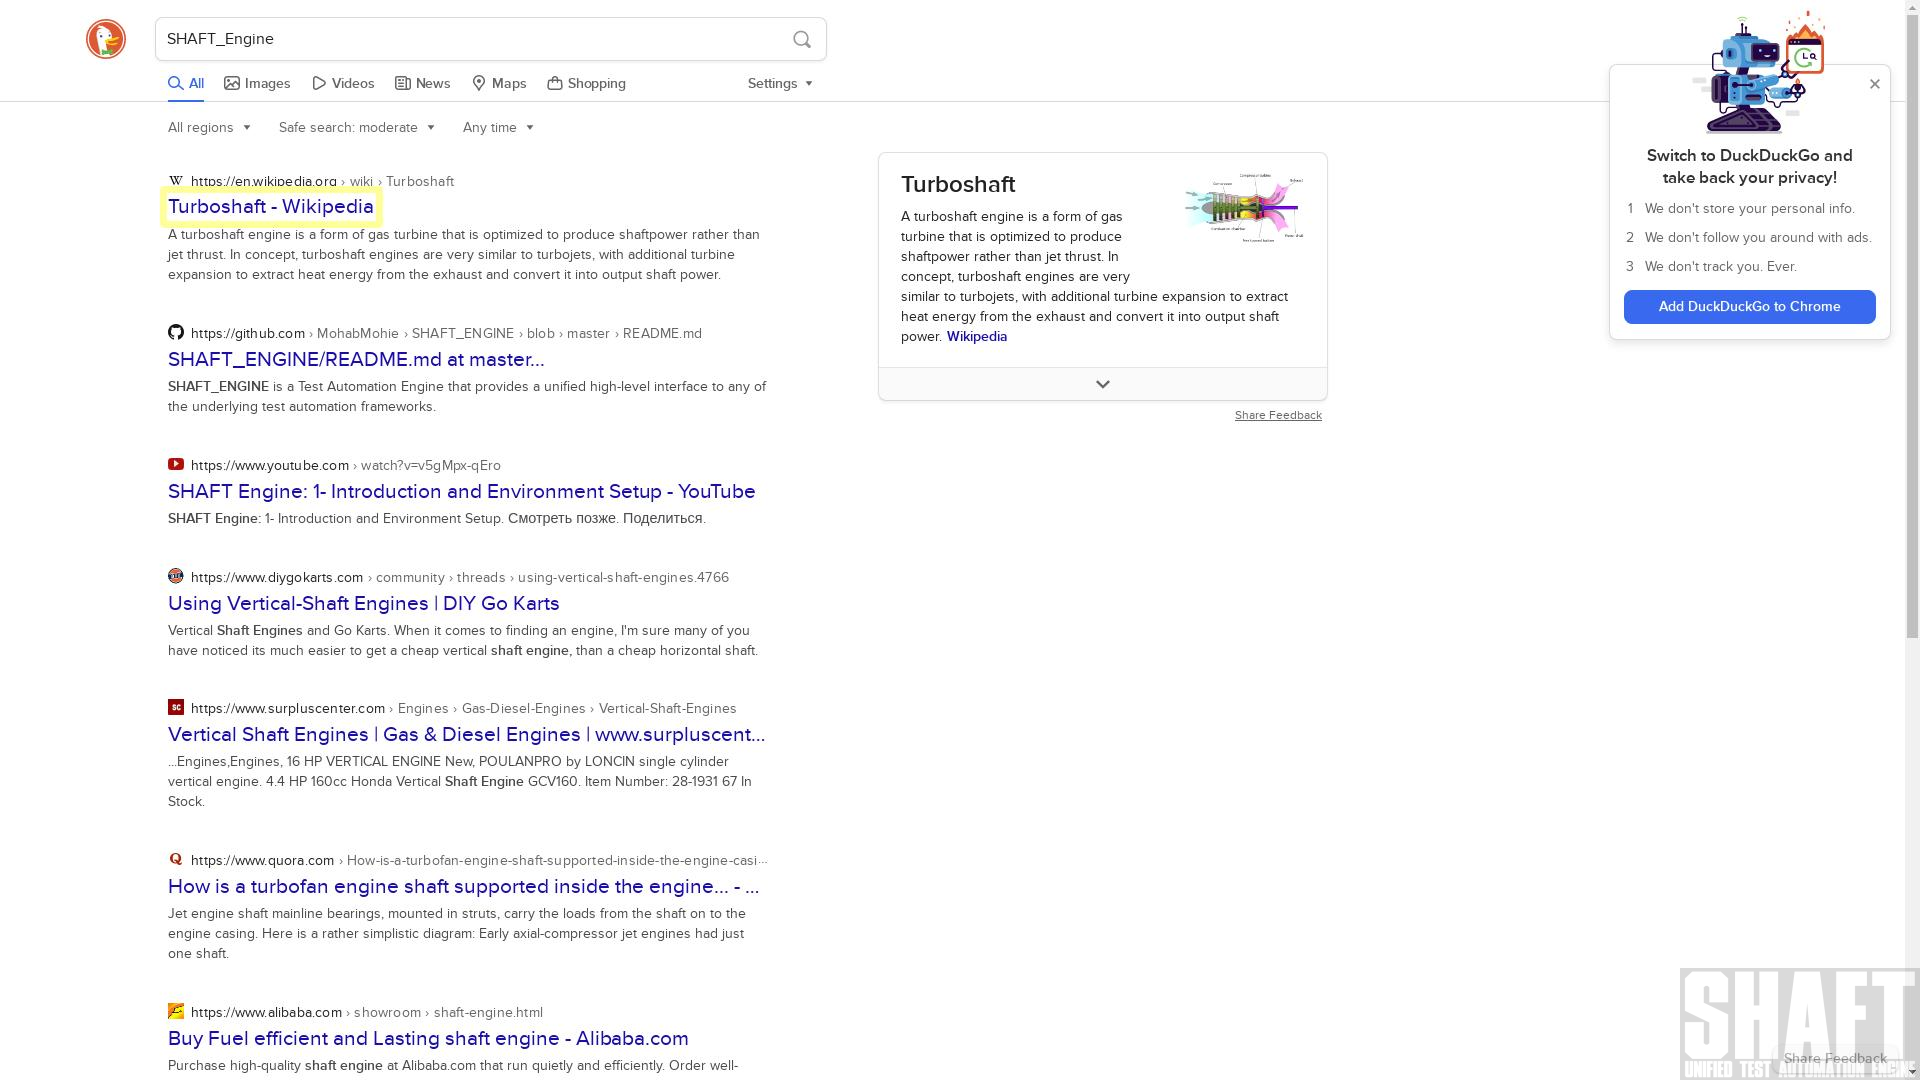 SHAFT_Engine
All Images Videos News Maps Shopping Settings
All regions Safe search: moderate Any time
https://en.wikipedia.org › wiki › Turboshaft
Turboshaft - Wikipedia
A turboshaft engine is a form of gas turbine that is optimized to produce shaftpower rather than
jet thrust. In concept, turboshaft engines are very similar to turbojets, with additional turbine
expansion to extract heat energy from the exhaust and convert it into output shaft power.
https://github.com › MohabMohie › SHAFT_ENGINE › blob › master › README.md
SHAFT_ENGINE/README.md at master...
SHAFT_ENGINE is a Test Automation Engine that provides a unified high-level interface to any of
the underlying test automation frameworks.
https://www.youtube.com › watch?v=v5gMpx-qEro
SHAFT Engine: 1- Introduction and Environment Setup - YouTube
SHAFT Engine: 1- Introduction and Environment Setup. Смотреть позже. Поделиться.
https://www.diygokarts.com › community › threads › using-vertical-shaft-engines.4766
Using Vertical-Shaft Engines | DIY Go Karts
Vertical Shaft Engines and Go Karts. When it comes to finding an engine, I'm sure many of you
have noticed its much easier to get a cheap vertical shaft engine, than a cheap horizontal shaft.
https://www.surpluscenter.com › Engines › Gas-Diesel-Engines › Vertical-Shaft-Engines
Vertical Shaft Engines | Gas & Diesel Engines | www.surpluscent...
...Engines,Engines, 16 HP VERTICAL ENGINE New, POULANPRO by LONCIN single cylinder
vertical engine. 4.4 HP 160cc Honda Vertical Shaft Engine GCV160. Item Number: 28-1931 67 In
Stock.
https://www.quora.com › How-is-a-turbofan-engine-shaft-supported-inside-the-engine-casi...
How is a turbofan engine shaft supported inside the engine... - ...
Jet engine shaft mainline bearings, mounted in struts, carry the loads from the shaft on to the
engine casing. Here is a rather simplistic diagram: Early axial-compressor jet engines had just
one shaft.
https://www.alibaba.com › showroom › shaft-engine.html
Buy Fuel efficient and Lasting shaft engine - Alibaba.com
Purchase high-quality shaft engine at Alibaba.com that run quietly and efficiently. Order well-
Turboshaft
A turboshaft engine is a form of gas
turbine that is optimized to produce
shaftpower rather than jet thrust. In
concept, turboshaft engines are very
similar to turbojets, with additional turbine expansion to extract
heat energy from the exhaust and convert it into output shaft
power. Wikipedia
Share Feedback
Switch to DuckDuckGo and
take back your privacy!
1 We don't store your personal info.
2 We don't follow you around with ads.
3 We don't track you. Ever.
Add DuckDuckGo to Chrome
SHAFT
UNIFIED TEST AUTOMATION ENGINE
Share Feedback